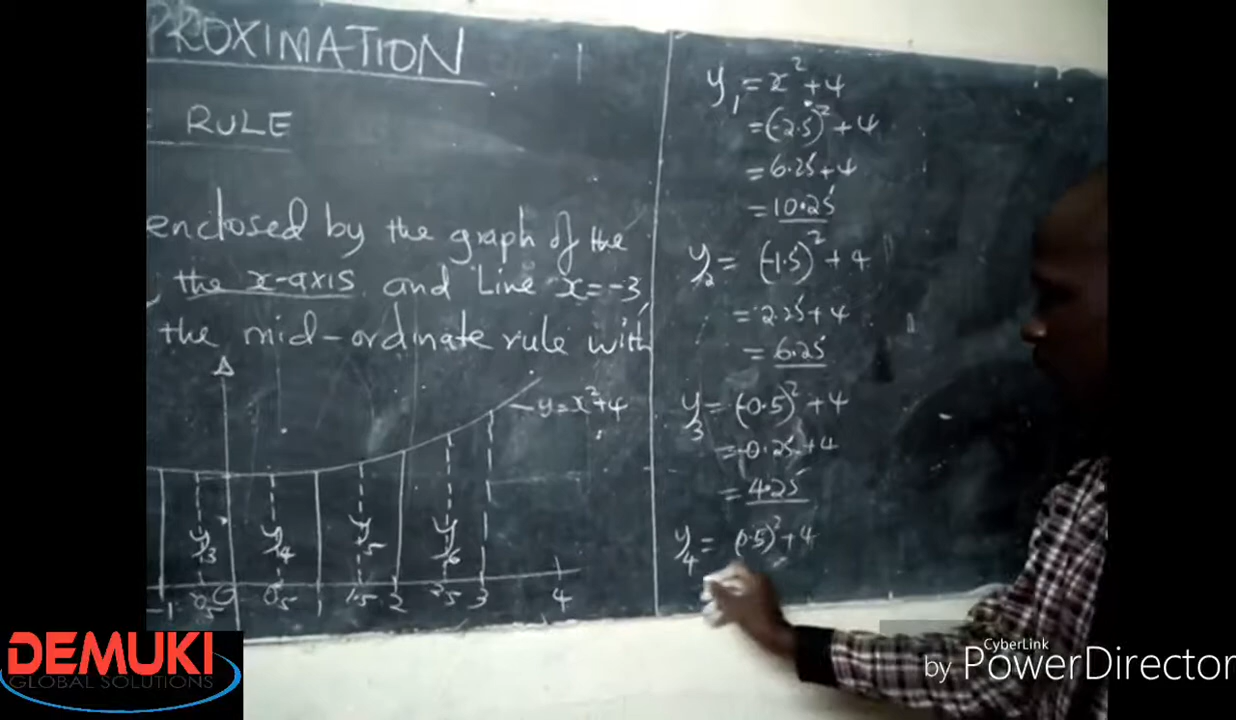 PROXIMATION
RULE
enclosed by the graph of the
the x-axis and Line x=-3,
the mid-ordinate rule with
y=x²+4
y3 y4 y5 y6
-1 0.5 0 0.5 1 1.5 2 2.5 3 4
y1 = x²+4
=(-2.5)²+4
=6.25+4
=10.25
y2 = (-1.5)²+4
=2.25+4
=6.25
y3 = (-0.5)²+4
=0.25+4
=4.25
y4 = (0.5)²+4
DEMUKI
GLOBAL SOLUTIONS
CyberLink
by PowerDirector